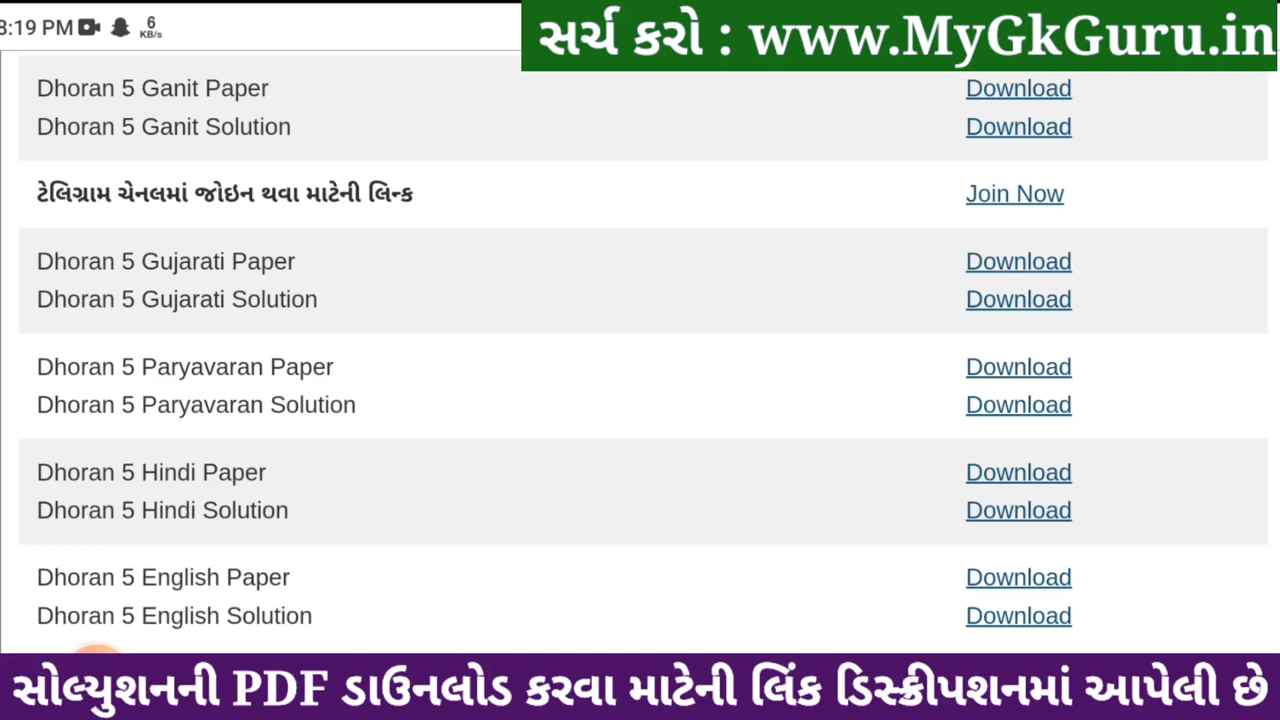 8:19 PM 6 KB/s
સર્ચ કરો : www.MyGkGuru.in
Dhoran 5 Ganit Paper Download
Dhoran 5 Ganit Solution Download
ટેલિગ્રામ ચેનલમાં જોઇન થવા માટેની લિન્ક Join Now
Dhoran 5 Gujarati Paper Download
Dhoran 5 Gujarati Solution Download
Dhoran 5 Paryavaran Paper Download
Dhoran 5 Paryavaran Solution Download
Dhoran 5 Hindi Paper Download
Dhoran 5 Hindi Solution Download
Dhoran 5 English Paper Download
Dhoran 5 English Solution Download
સોલ્યુશનની PDF ડાઉનલોડ કરવા માટેની લિંક ડિસ્ક્રીપશનમાં આપેલી છે